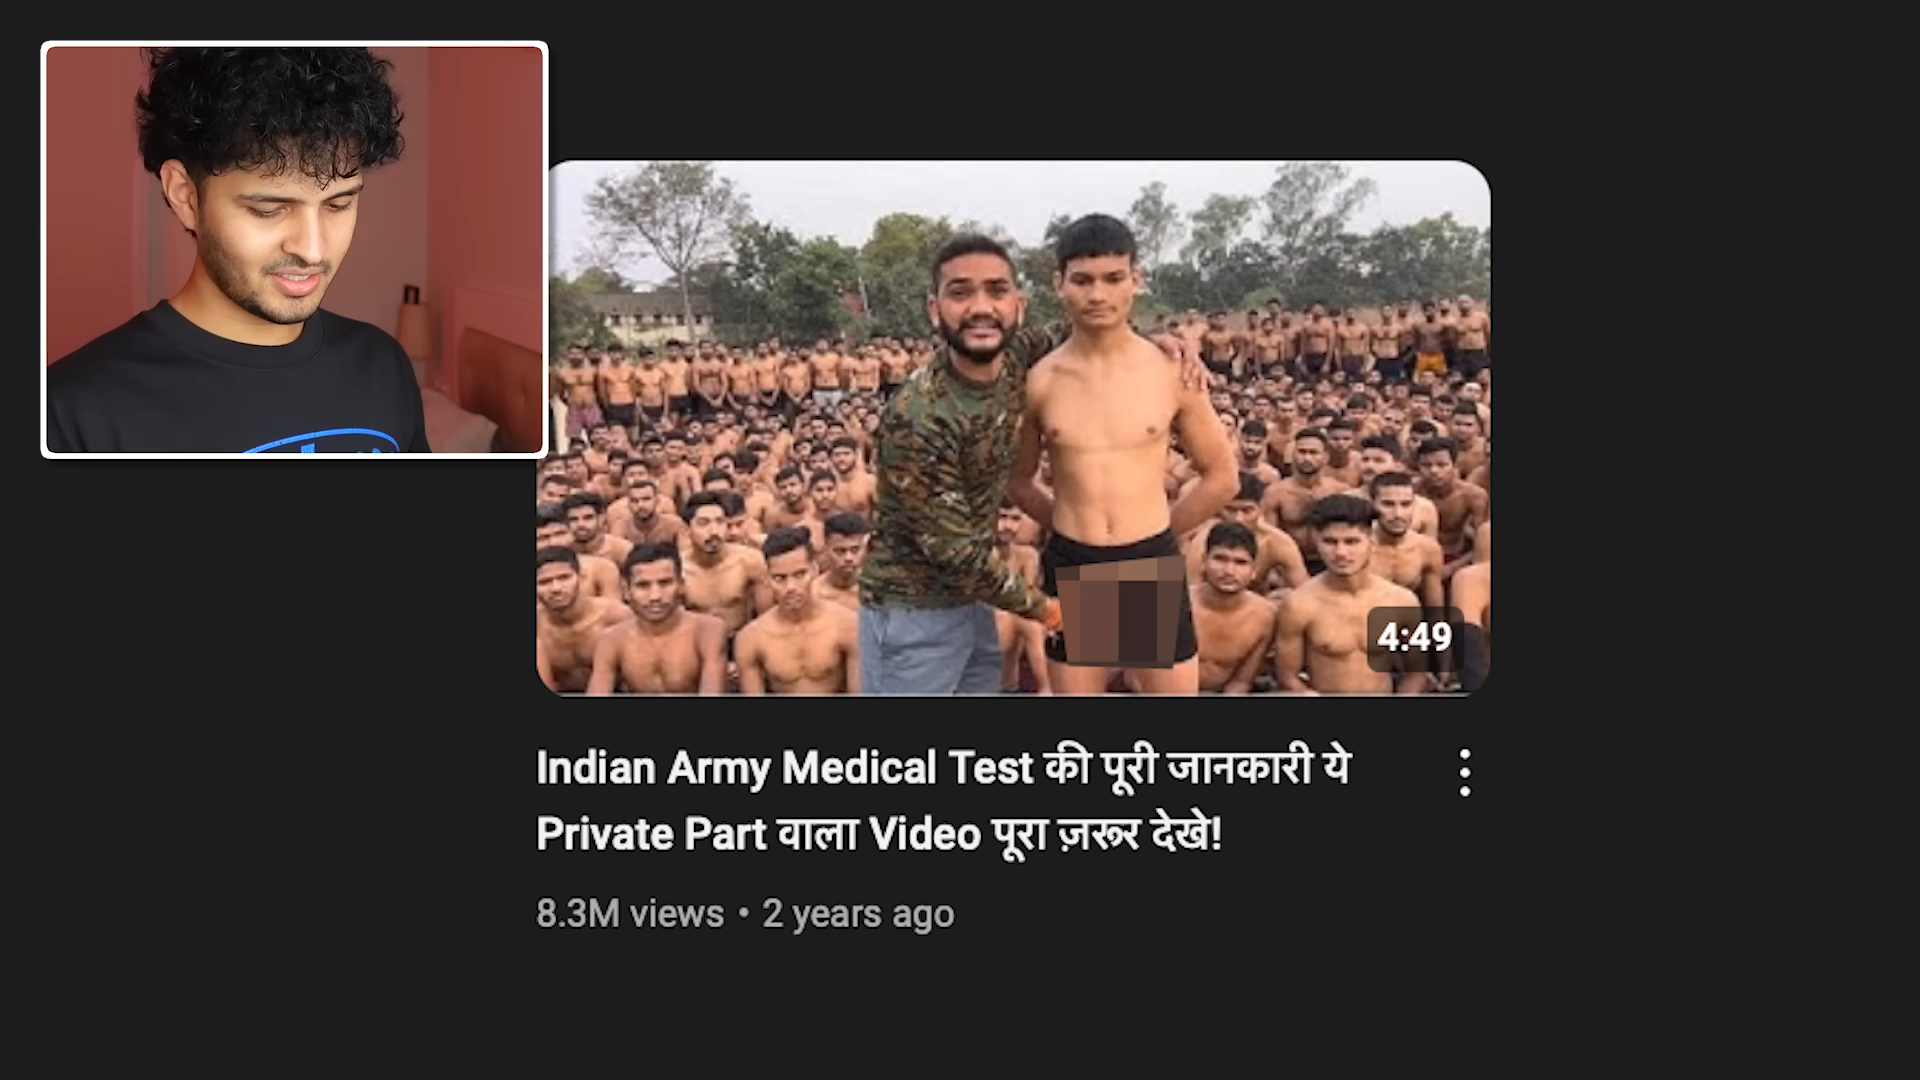 4:49
Indian Army Medical Test की पूरी जानकारी ये
Private Part वाला Video पूरा ज़रूर देखे!
8.3M views • 2 years ago